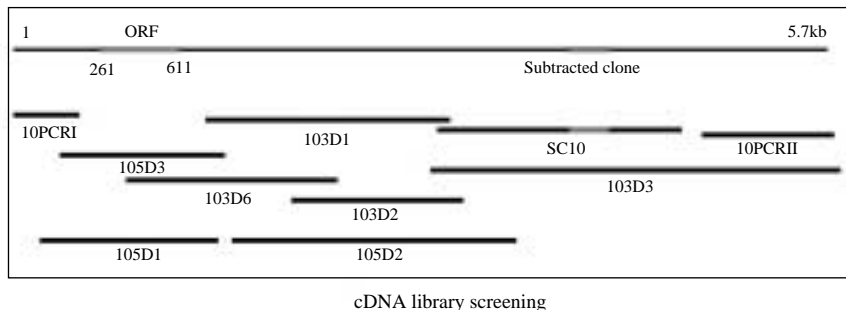 1 ORF 5.7kb
261 611 Subtracted clone
10PCRI 103D1 SC10 10PCRII
105D3 103D6 103D3
103D2
105D1 105D2
cDNA library screening